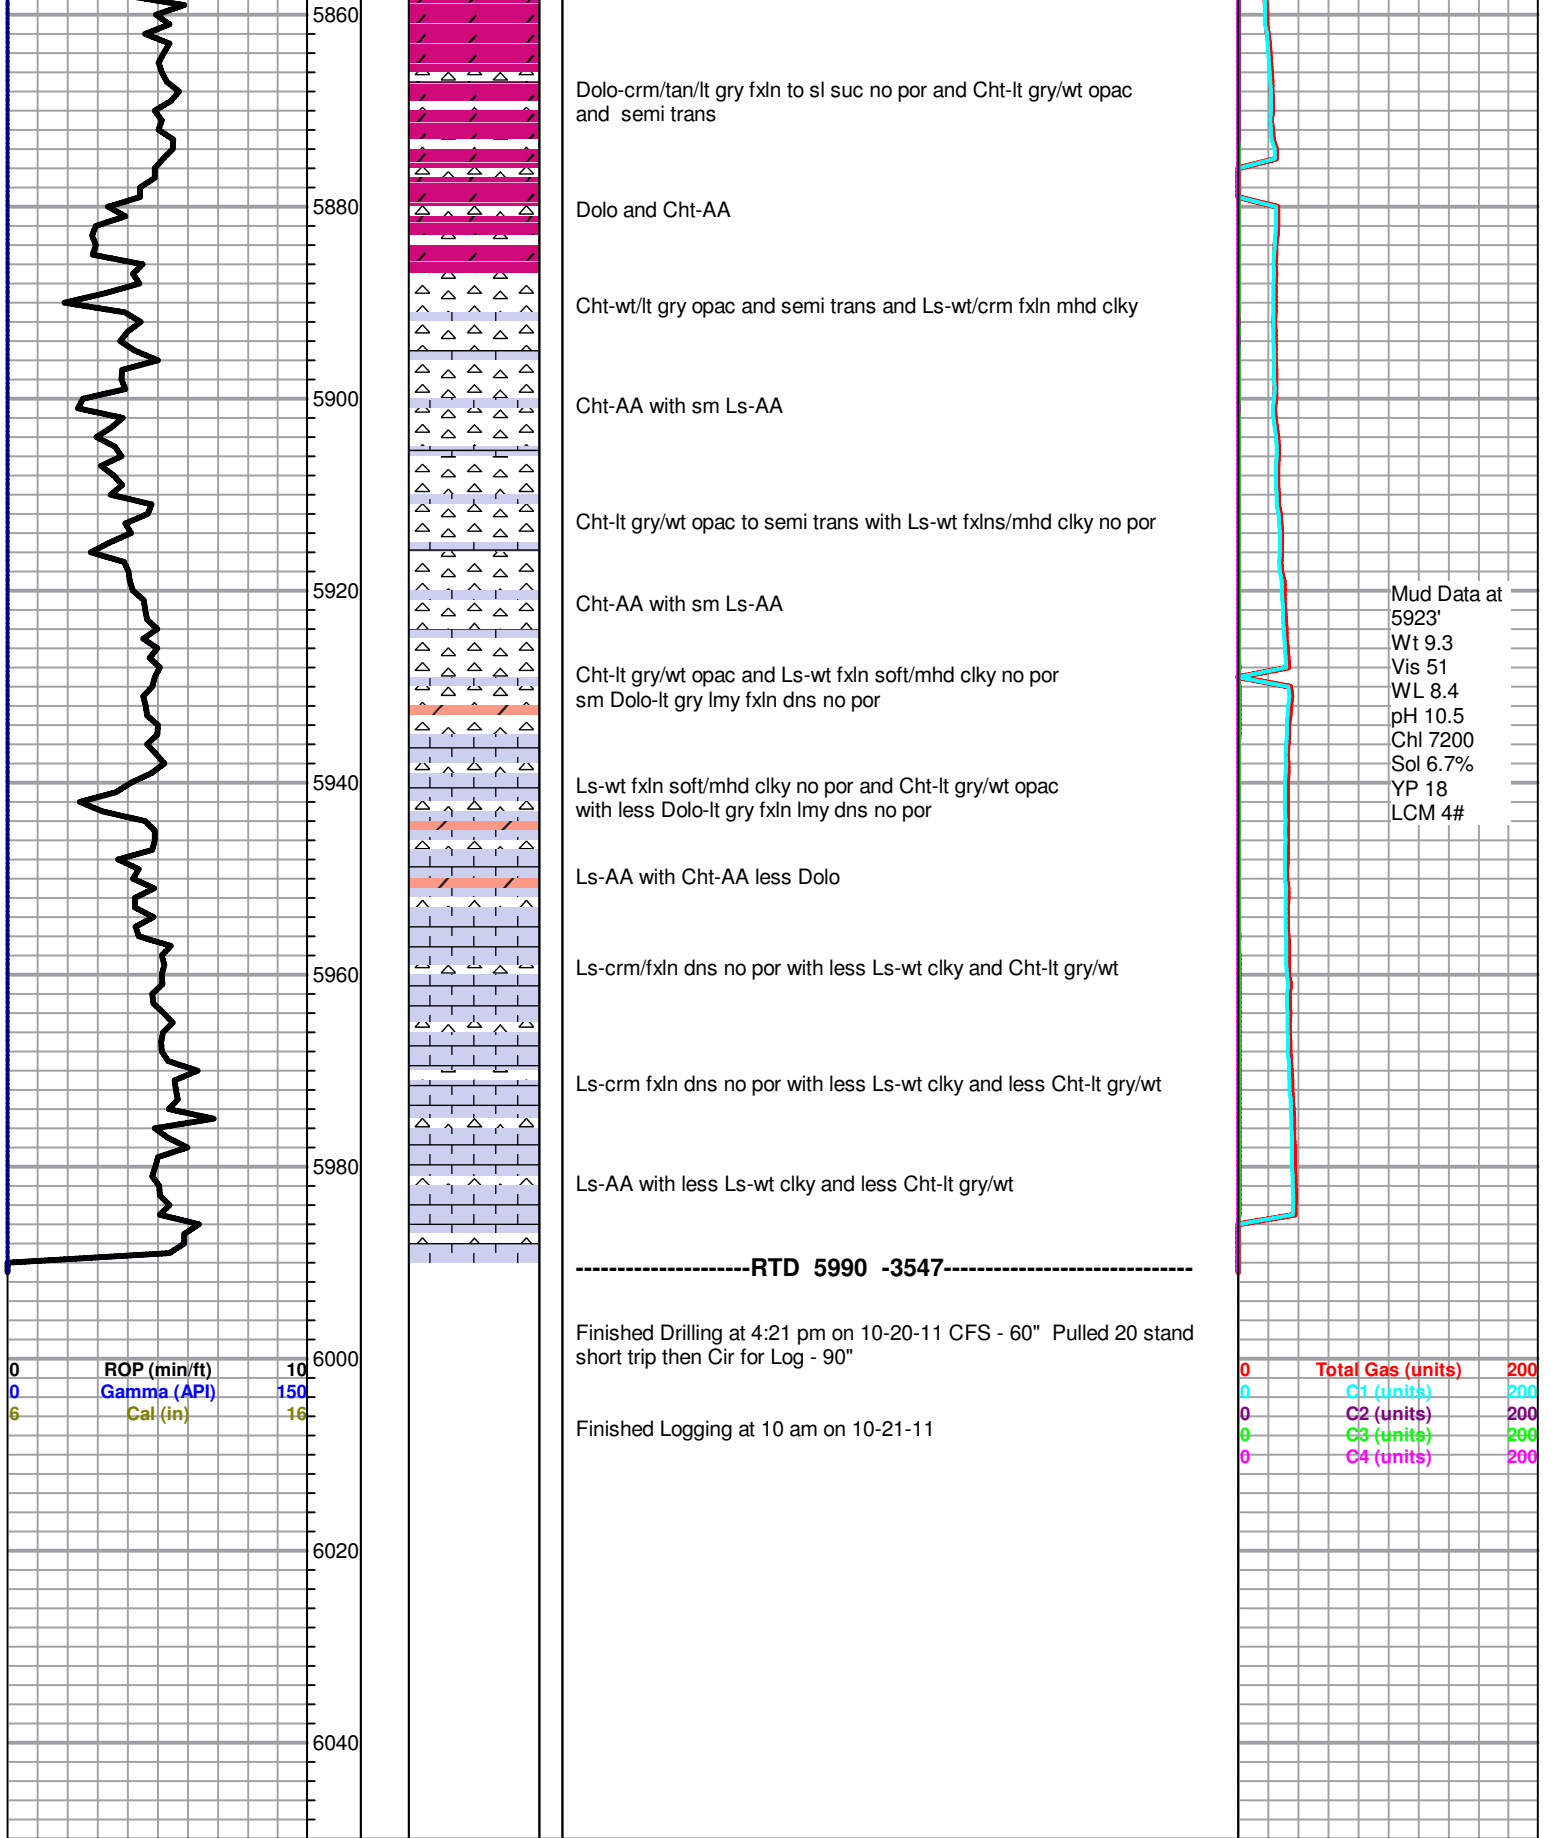 5860
Dolo-crm/tan/lt gry fxln to sl suc no por and Cht-lt gry/wt opac
and semi trans
5880
Dolo and Cht-AA
Cht-wt/lt gry opac and semi trans and Ls-wt/crm fxln mhd clky
5900
Cht-AA with sm Ls-AA
Cht-lt gry/wt opac to semi trans with Ls-wt fxlns/mhd clky no por
5920
Cht-AA with sm Ls-AA
Mud Data at
5923'
Wt 9.3
Vis 51
WL 8.4
pH 10.5
Chl 7200
Sol 6.7%
YP 18
LCM 4#
Cht-lt gry/wt opac and Ls-wt fxln soft/mhd clky no por
sm Dolo-lt gry lmy fxln dns no por
5940
Ls-wt fxln soft/mhd clky no por and Cht-lt gry/wt opac
with less Dolo-lt gry fxln lmy dns no por
Ls-AA with Cht-AA less Dolo
5960
Ls-crm/fxln dns no por with less Ls-wt clky and Cht-lt gry/wt
Ls-crm fxln dns no por with less Ls-wt clky and less Cht-lt gry/wt
5980
Ls-AA with less Ls-wt clky and less Cht-lt gry/wt
---------------------RTD 5990 -3547------------------------------
Finished Drilling at 4:21 pm on 10-20-11 CFS - 60" Pulled 20 stand
short trip then Cir for Log - 90"
6000
0 ROP (min/ft) 10
0 Gamma (API) 150
6 Cal (in) 16
0 Total Gas (units) 200
0 C1 (units) 200
0 C2 (units) 200
0 C3 (units) 200
0 C4 (units) 200
Finished Logging at 10 am on 10-21-11
6020
6040